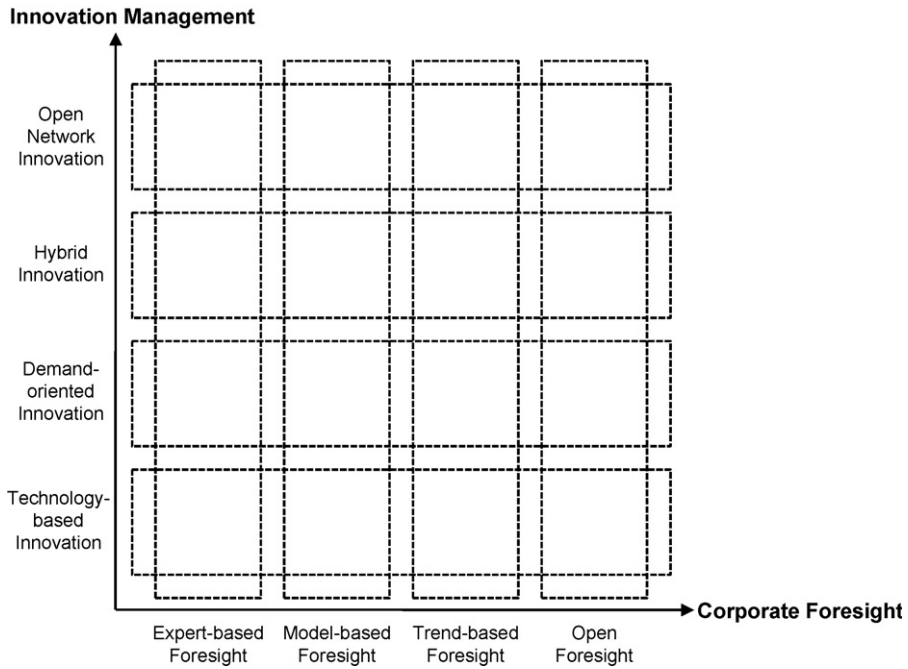 Innovation Management
Open
Network
Innovation
Hybrid
Innovation
Demand-
oriented
Innovation
Technology-
based
Innovation
Corporate Foresight
Expert-based
Foresight
Model-based
Foresight
Trend-based
Foresight
Open
Foresight